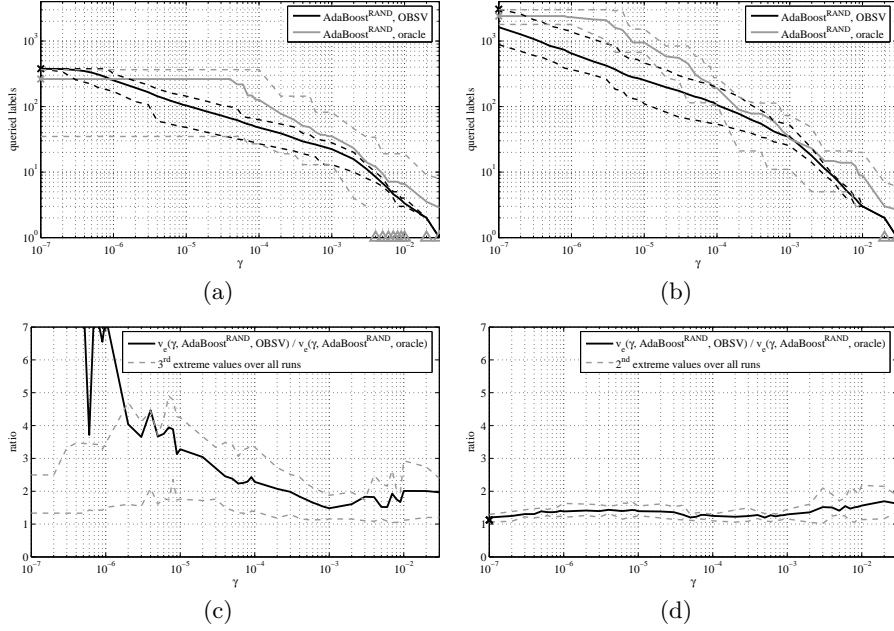 AdaBoost^RAND, OBSV
AdaBoost^RAND, oracle
queried labels
10^3
10^2
10^1
10^0
10^-7 10^-6 10^-5 10^-4 10^-3 10^-2
γ
(a)
AdaBoost^RAND, OBSV
AdaBoost^RAND, oracle
queried labels
10^3
10^2
10^1
10^0
10^-7 10^-6 10^-5 10^-4 10^-3 10^-2
γ
(b)
v_e(γ, AdaBoost^RAND, OBSV) / v_e(γ, AdaBoost^RAND, oracle)
3^rd extreme values over all runs
ratio
7
6
5
4
3
2
1
0
10^-7 10^-6 10^-5 10^-4 10^-3 10^-2
γ
(c)
v_e(γ, AdaBoost^RAND, OBSV) / v_e(γ, AdaBoost^RAND, oracle)
2^nd extreme values over all runs
ratio
7
6
5
4
3
2
1
0
10^-7 10^-6 10^-5 10^-4 10^-3 10^-2
γ
(d)